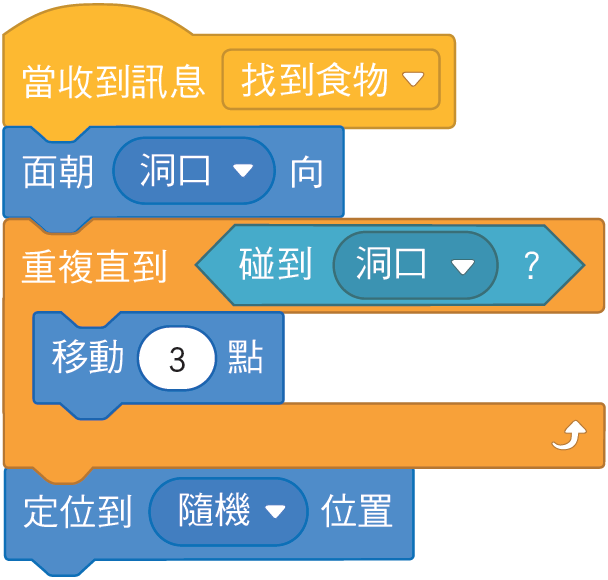 當收到訊息 找到食物
面朝 洞口 向
重複直到 碰到 洞口 ?
移動 3 點
定位到 隨機 位置